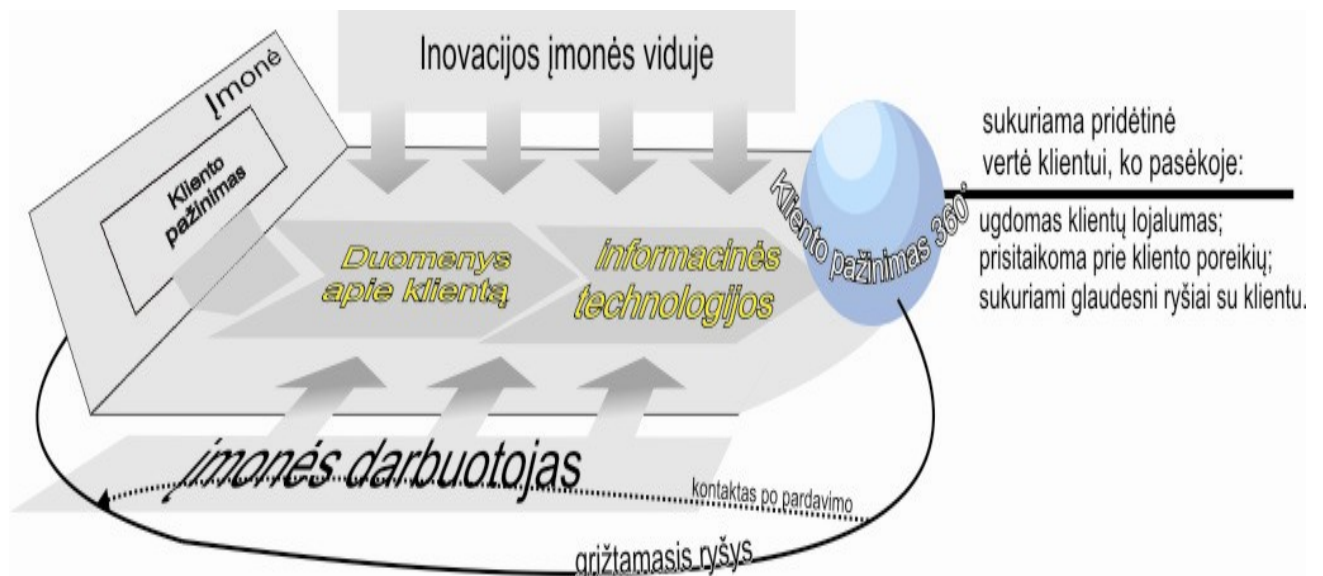 Inovacijos įmonės viduje
Įmonė
Kliento
pažinimas
Duomenys
apie klientą
informacinės
technologijos
Kliento pažinimas 360°
sukuriama pridėtinė
vertė klientui, ko pasėkoje:
ugdomas klientų lojalumas;
prisitaikoma prie kliento poreikių;
sukuriami glaudesni ryšiai su klientu.
įmonės darbuotojas
kontaktas po pardavimo
grįžtamasis ryšys